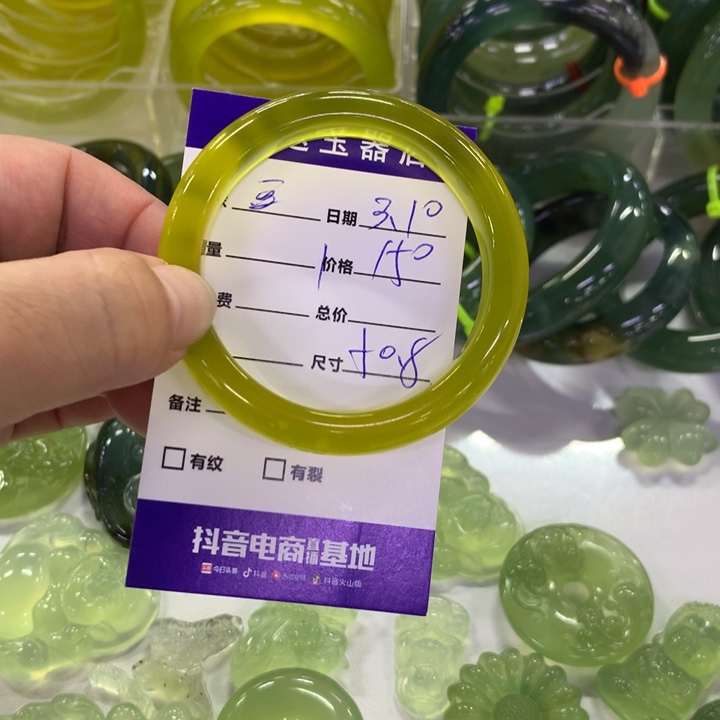 玉器店
日期 3.10
量 价格 150
费 总价
尺寸
备注
有纹 有裂
抖音电商直播基地
今日头条 抖音 抖音火山版